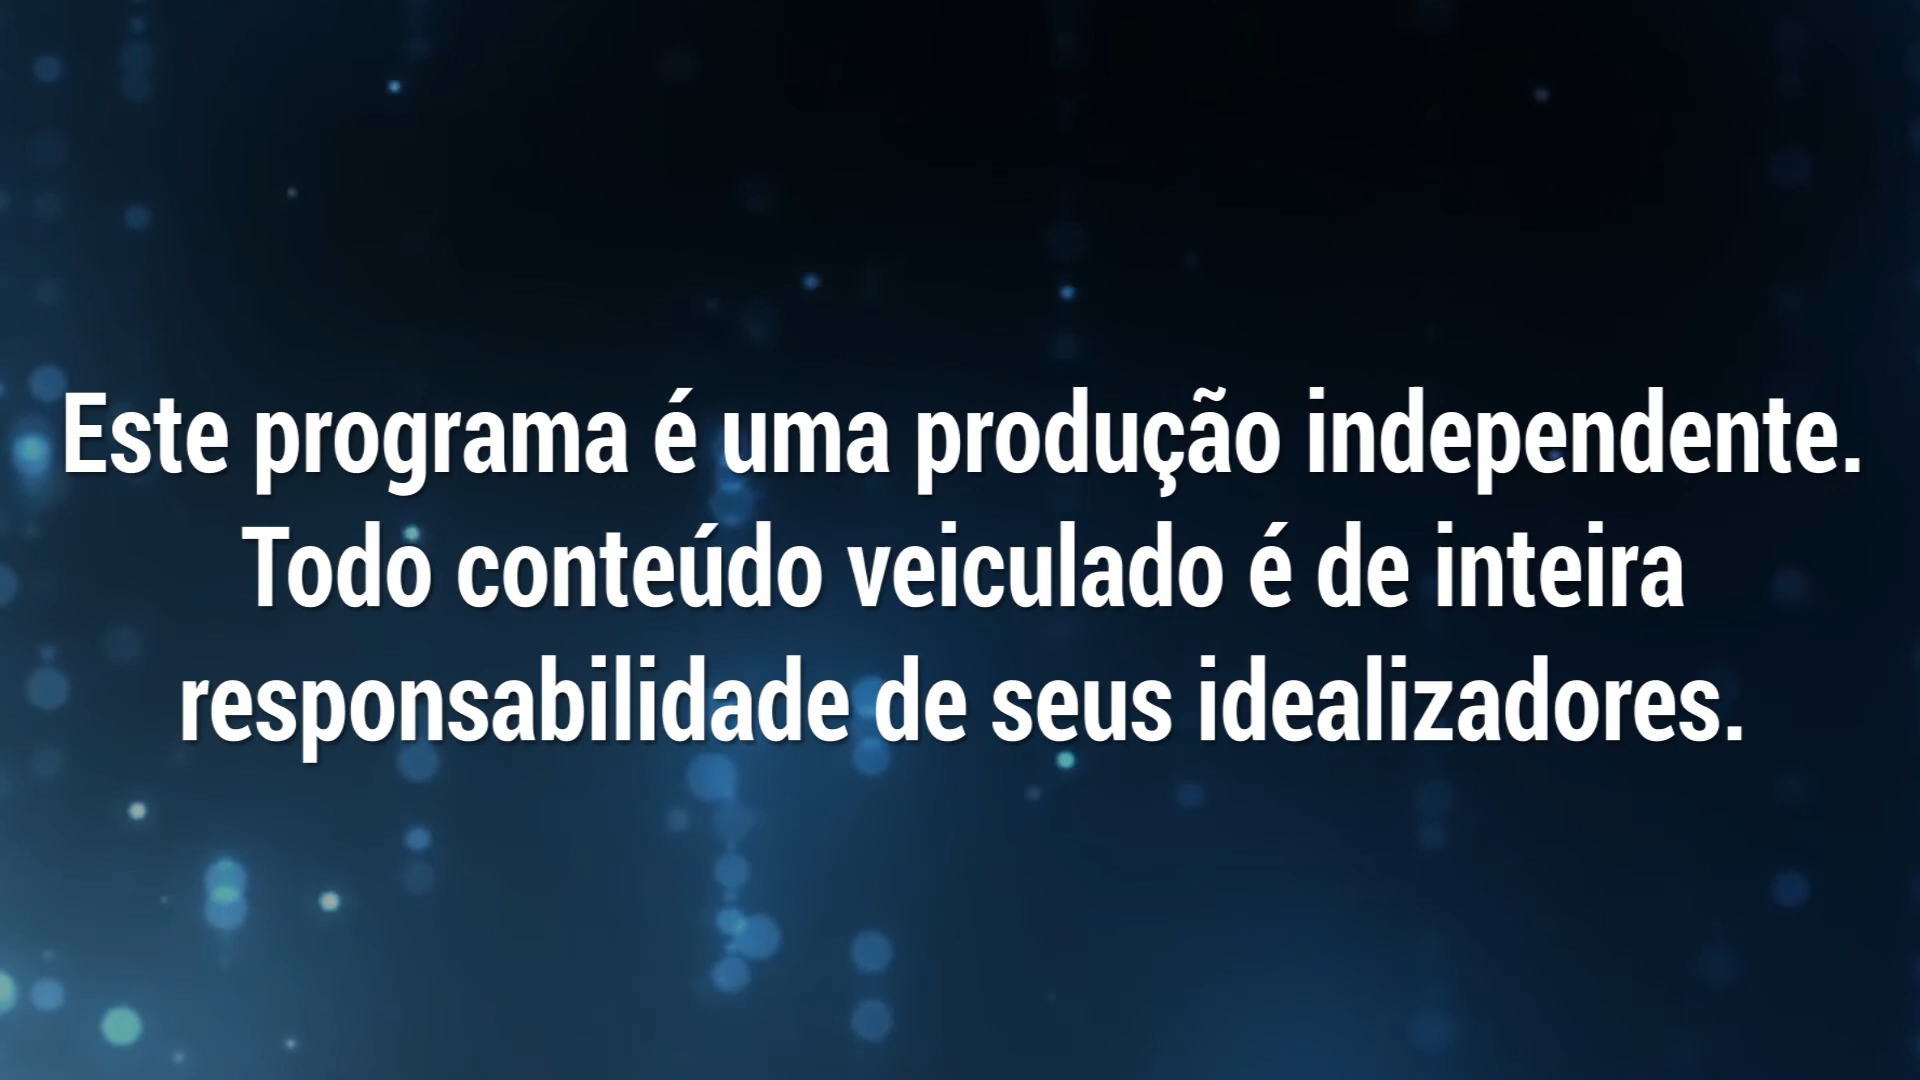 Este programa é uma produção independente.
Todo conteúdo veiculado é de inteira
responsabilidade de seus idealizadores.